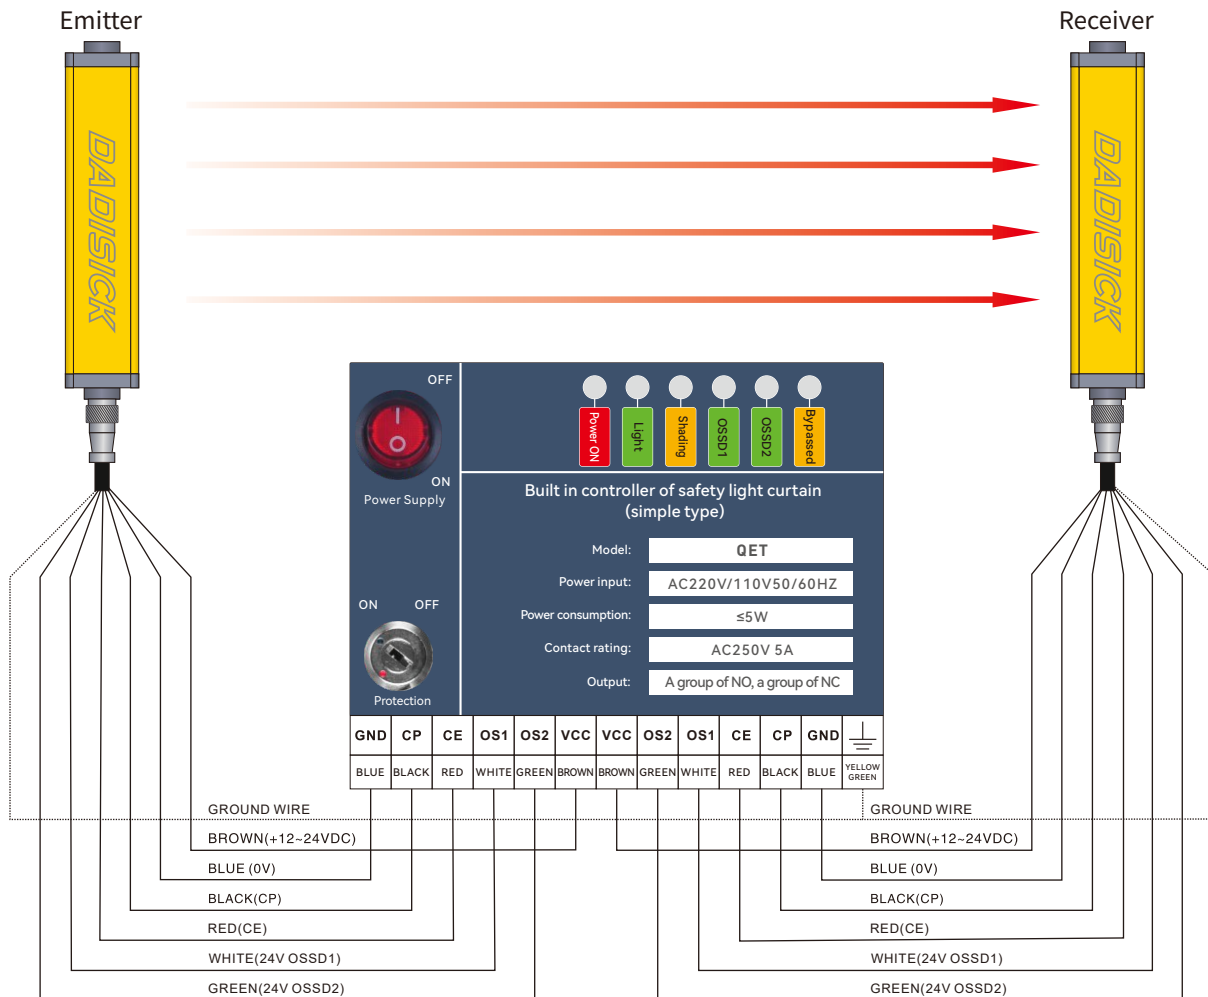 Emitter
Receiver
DADISICK
DADISICK
OFF
ON
Power Supply
ON
OFF
Protection
Power ON
Light
Shading
OSSD1
OSSD2
Bypassed
Built in controller of safety light curtain
(simple type)
Model:
QET
Power input:
AC220V/110V50/60HZ
Power consumption:
≤5W
Contact rating:
AC250V 5A
Output:
A group of NO, a group of NC
GND CP CE OS1 OS2 VCC VCC OS2 OS1 CE CP GND
BLUE BLACK RED WHITE GREEN BROWN BROWN GREEN WHITE RED BLACK BLUE YELLOW
GREEN
GROUND WIRE
BROWN(+12~24VDC)
BLUE (0V)
BLACK(CP)
RED(CE)
WHITE(24V OSSD1)
GREEN(24V OSSD2)
GROUND WIRE
BROWN(+12~24VDC)
BLUE (0V)
BLACK(CP)
RED(CE)
WHITE(24V OSSD1)
GREEN(24V OSSD2)